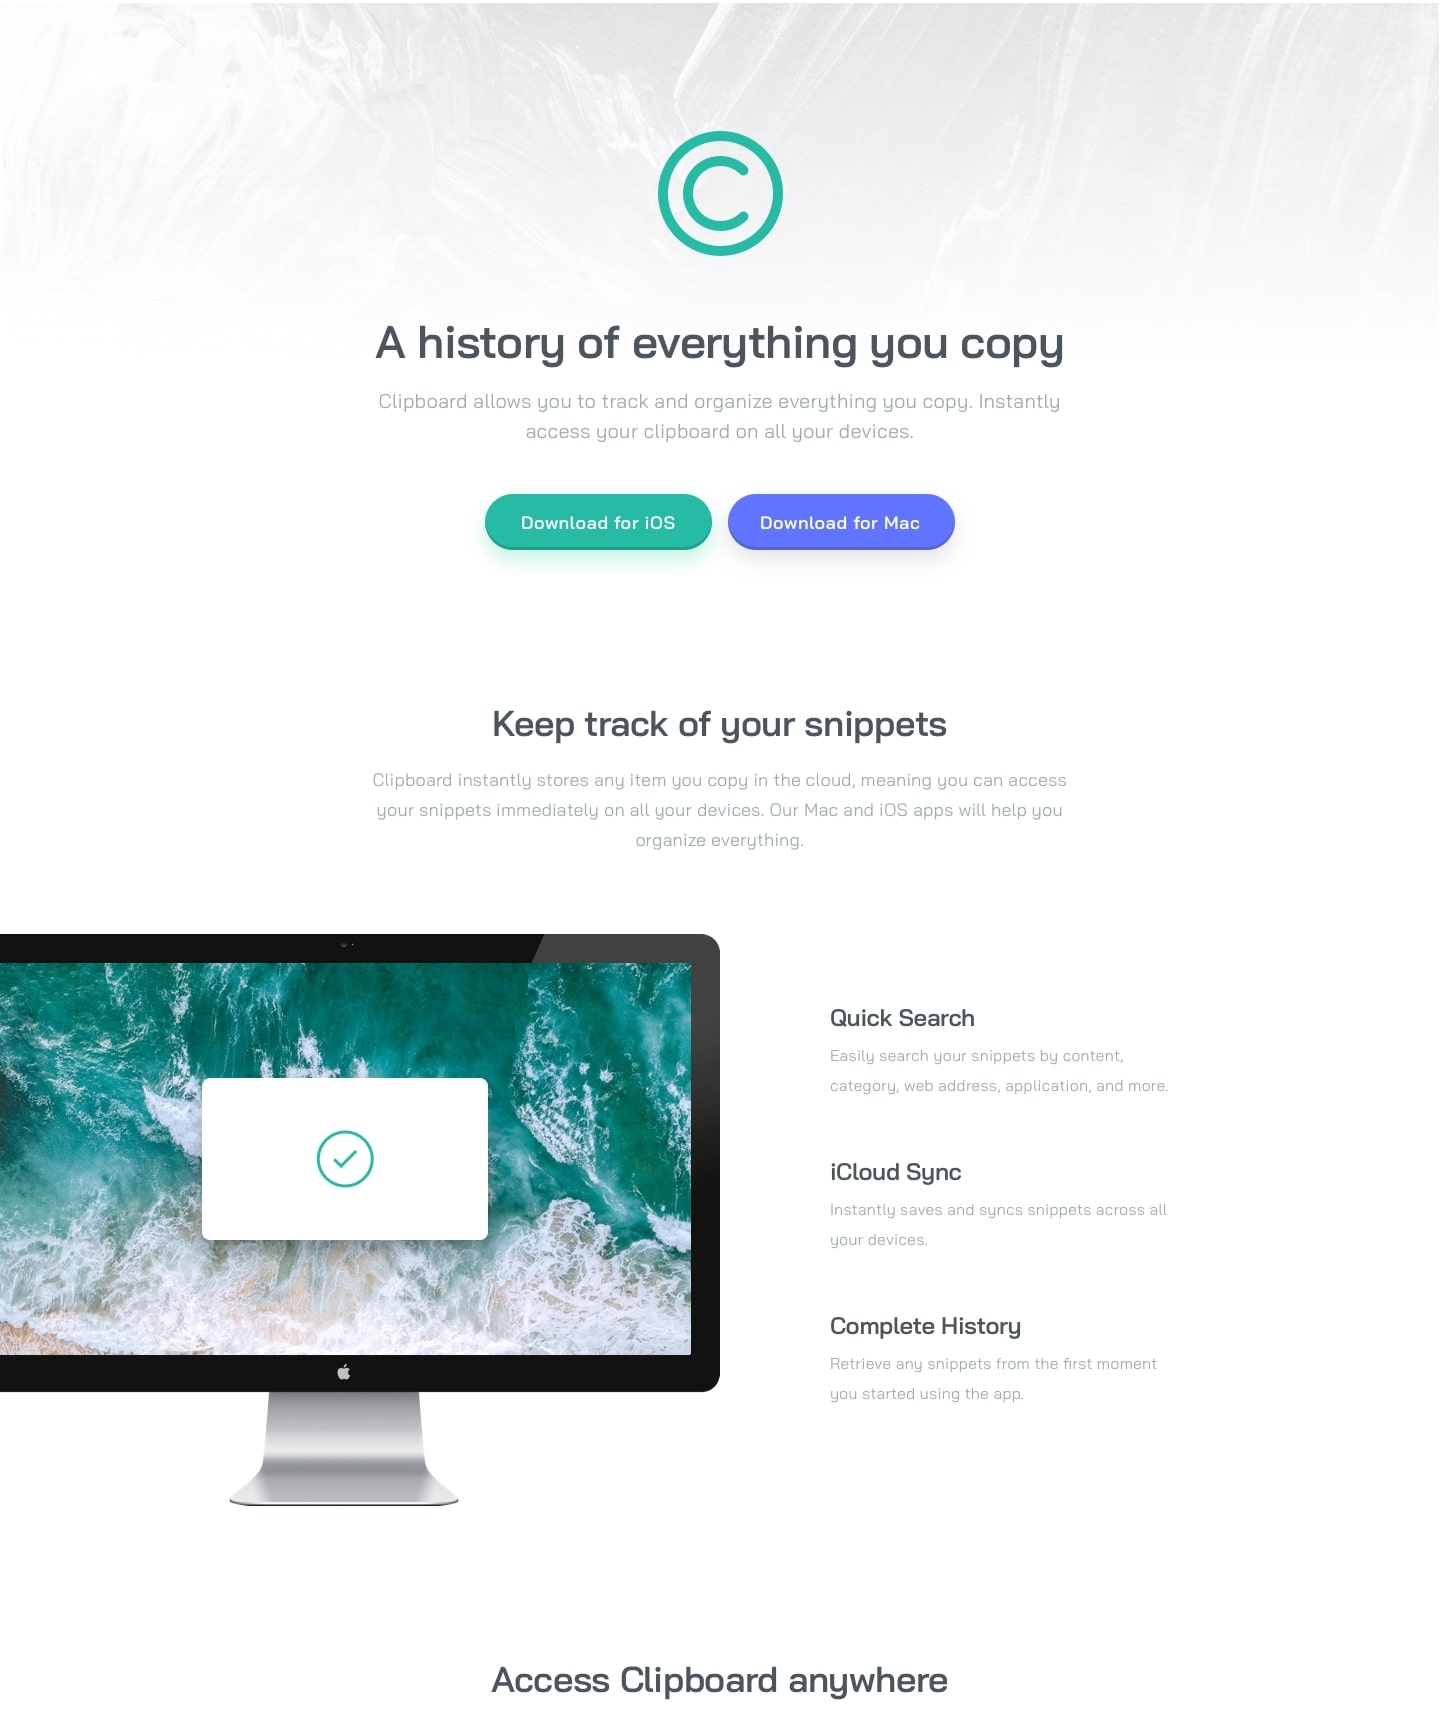 A history of everything you copy
Clipboard allows you to track and organize everything you copy. Instantly
access your clipboard on all your devices.
Download for iOS
Download for Mac
Keep track of your snippets
Clipboard instantly stores any item you copy in the cloud, meaning you can access
your snippets immediately on all your devices. Our Mac and iOS apps will help you
organize everything.
Quick Search
Easily search your snippets by content,
category, web address, application, and more.
iCloud Sync
Instantly saves and syncs snippets across all
your devices.
Complete History
Retrieve any snippets from the first moment
you started using the app.
Access Clipboard anywhere